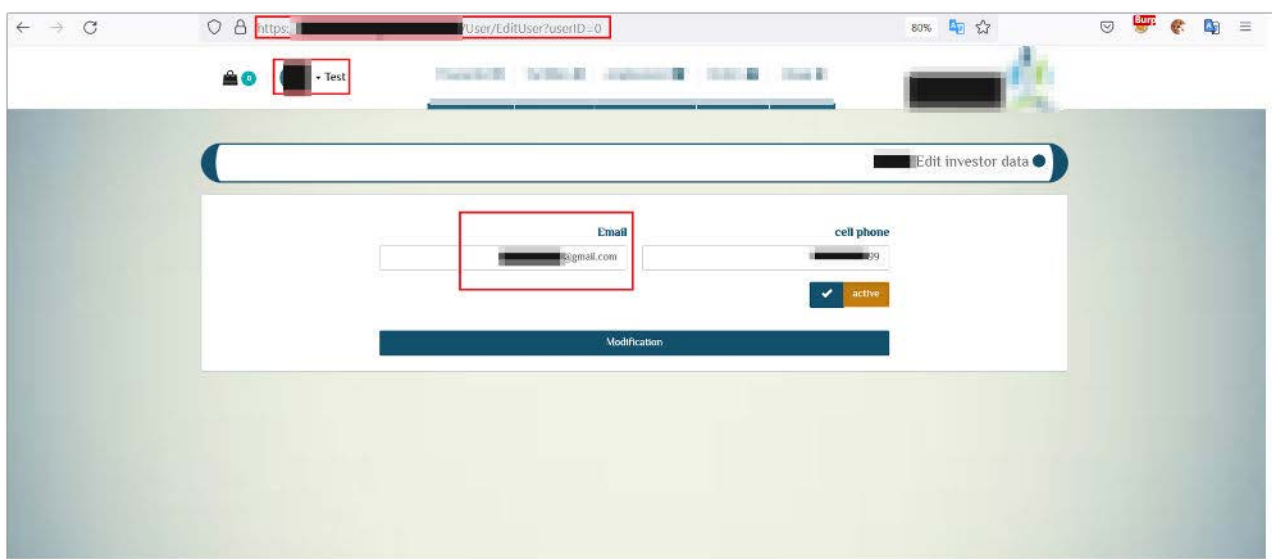 https:/ /User/EditUser?userID=0
80%
Burp
0
Test
Edit investor data
Email
cell phone
@gmail.com
99
active
Modification